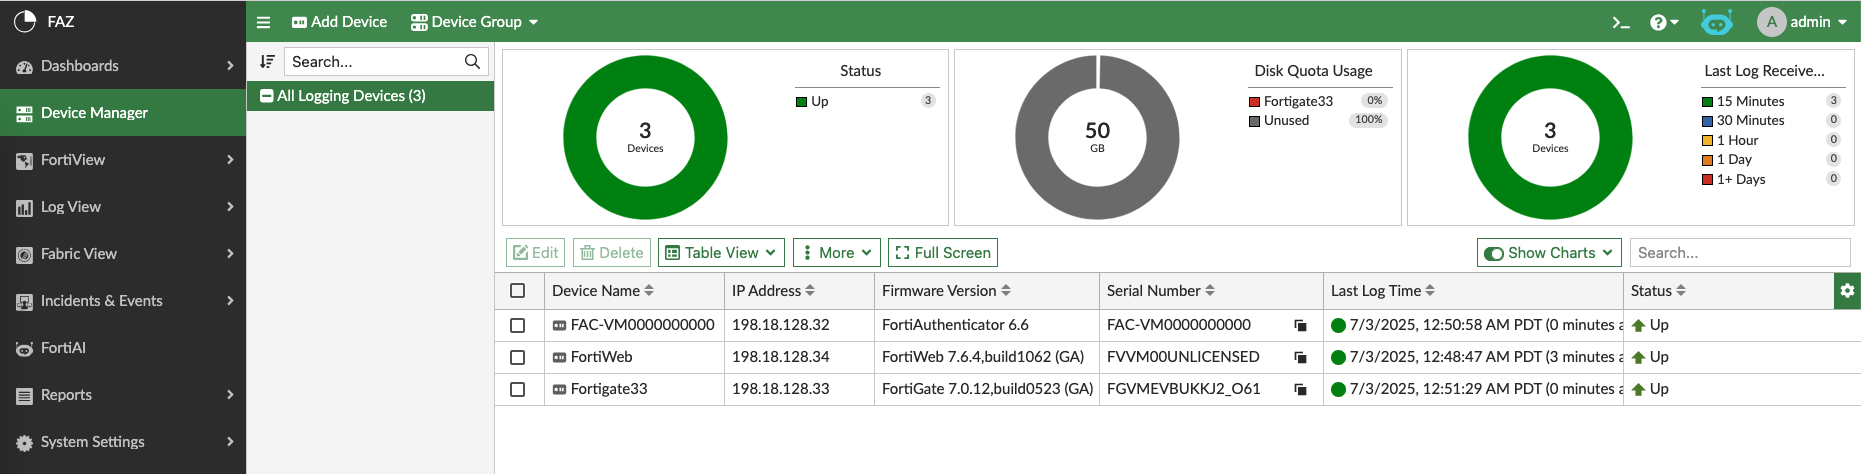 FAZ
Add Device
Device Group
admin
A
Dashboards
Device Manager
FortiView
Log View
Fabric View
Incidents & Events
FortiAI
Reports
System Settings
Search...
All Logging Devices (3)
3
Devices
Status
Up 3
50
GB
Disk Quota Usage
Fortigate33 0%
Unused 100%
3
Devices
Last Log Receive...
15 Minutes 3
30 Minutes 0
1 Hour 0
1 Day 0
1+ Days 0
Edit Delete Table View More Full Screen Show Charts Search...
Device Name IP Address Firmware Version Serial Number Last Log Time Status
FAC-VM0000000000 198.18.128.32 FortiAuthenticator 6.6 FAC-VM0000000000 7/3/2025, 12:50:58 AM PDT (0 minutes a Up
FortiWeb 198.18.128.34 FortiWeb 7.6.4,build1062 (GA) FVVM00UNLICENSED 7/3/2025, 12:48:47 AM PDT (3 minutes a Up
Fortigate33 198.18.128.33 FortiGate 7.0.12,build0523 (GA) FGVMEVBUKKJ2_O61 7/3/2025, 12:51:29 AM PDT (0 minutes a Up